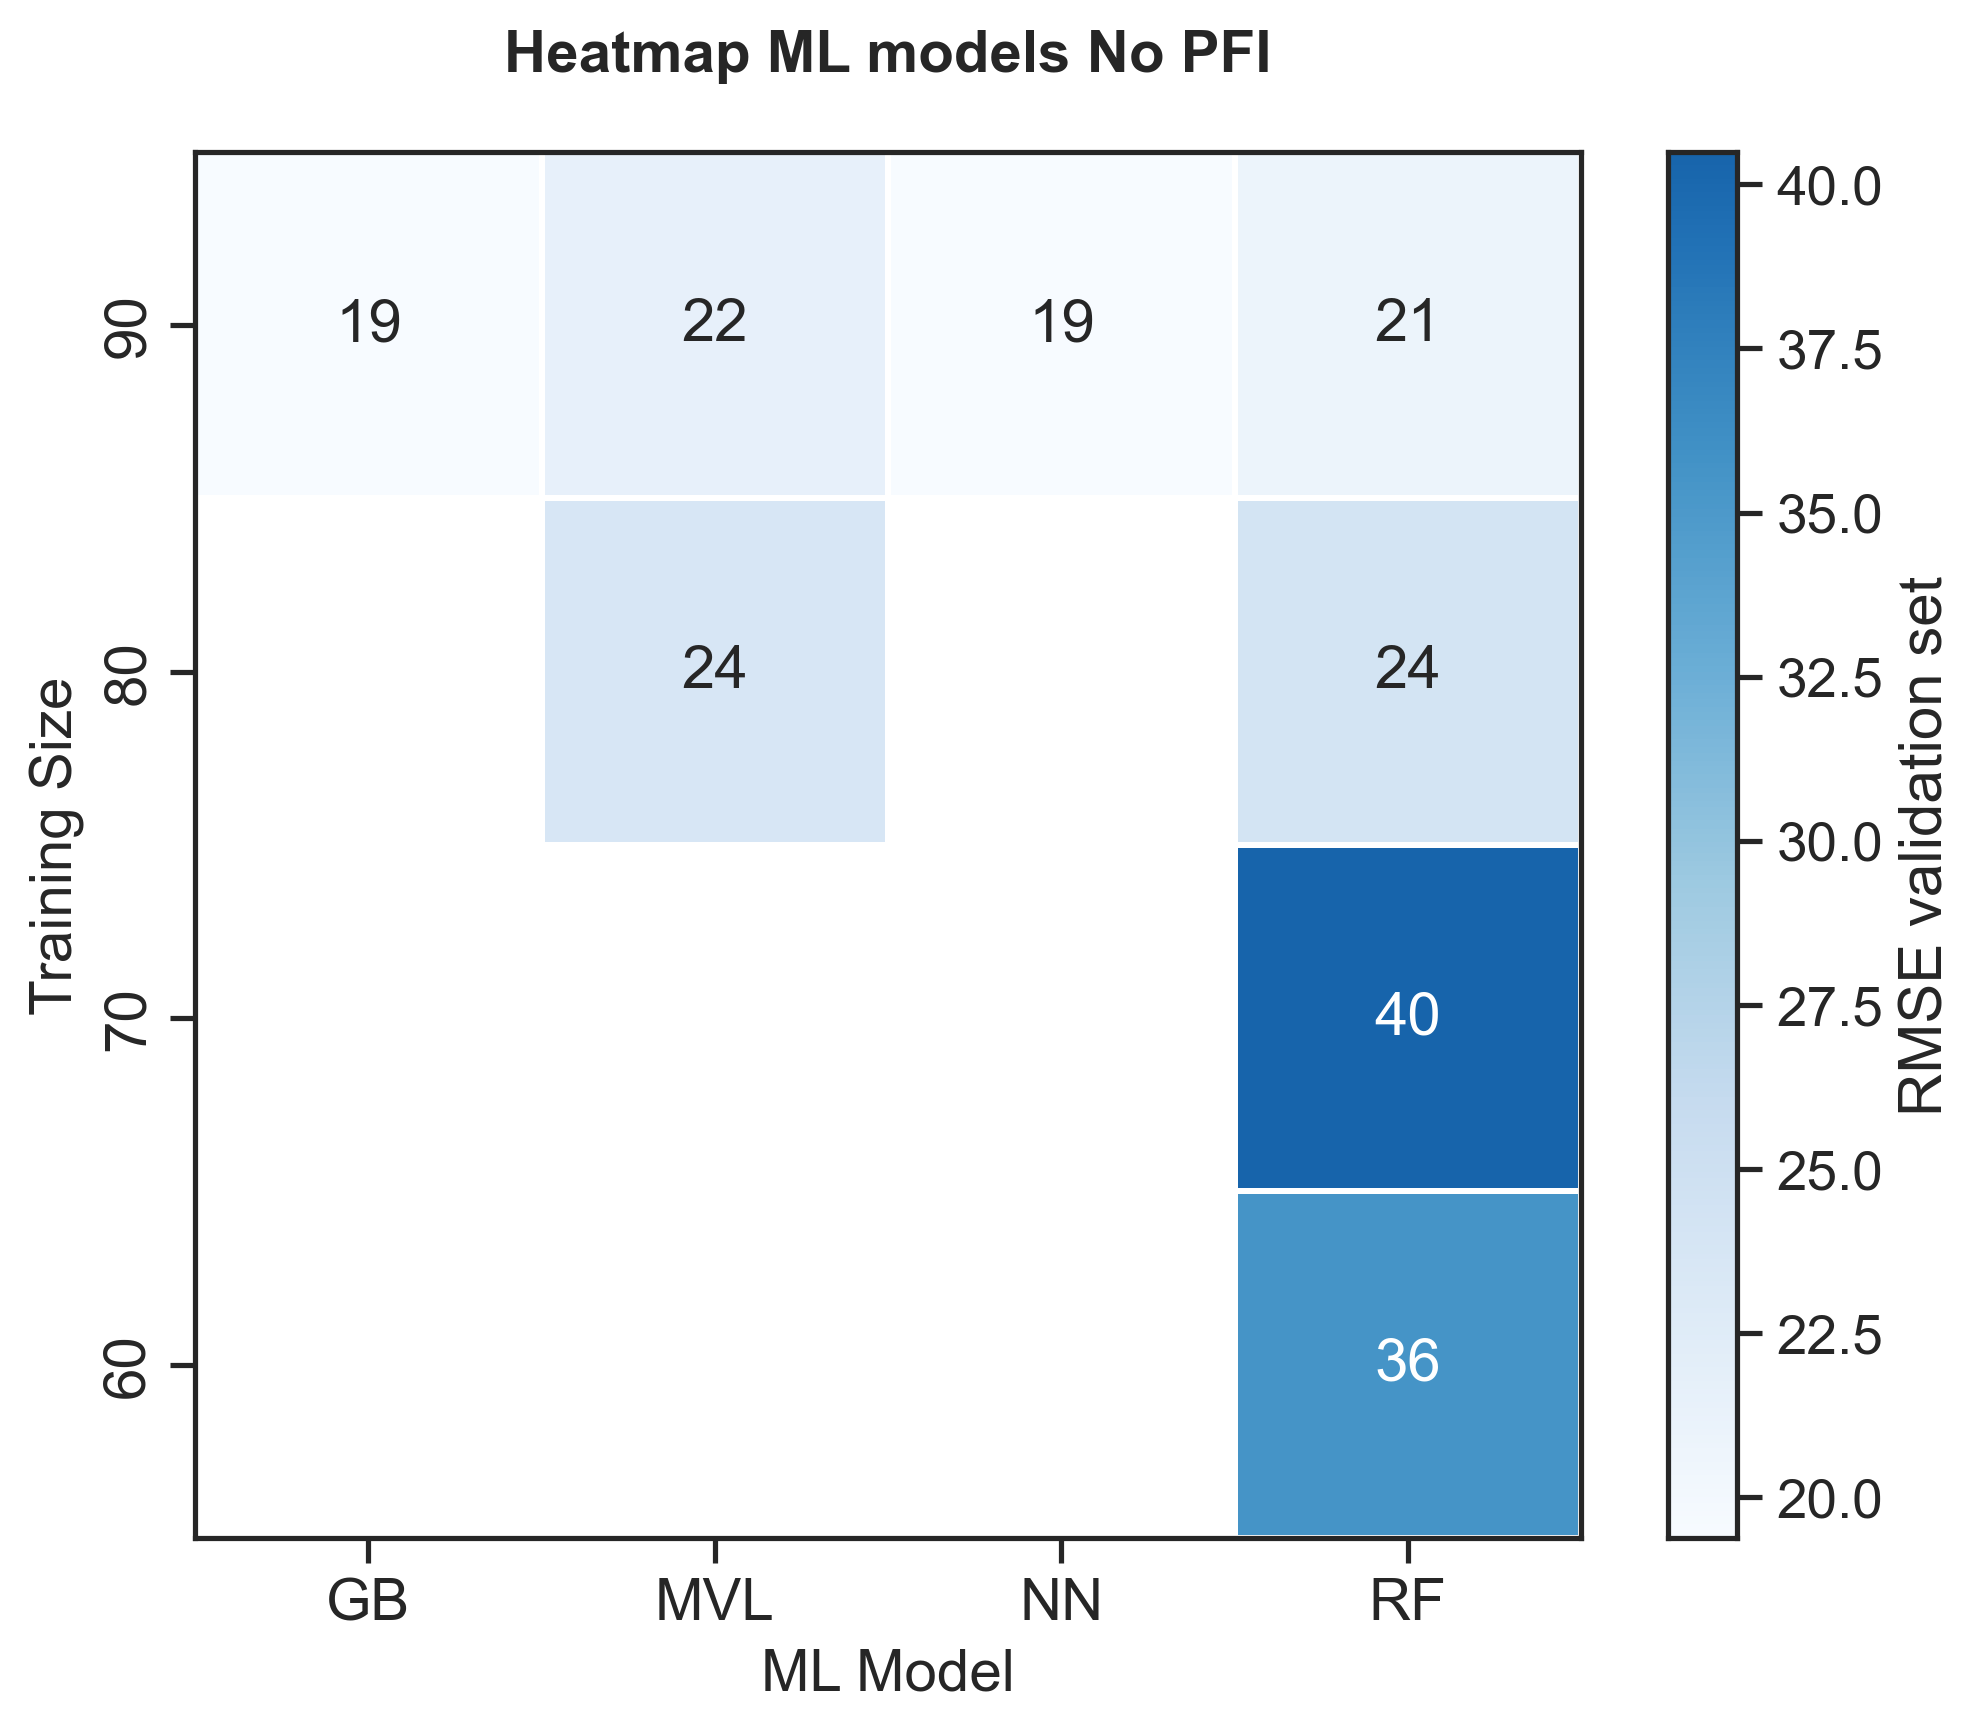 Heatmap ML models No PFI
90
19
22
19
21
80
24
24
70
40
60
36
Training Size
GB
MVL
NN
RF
ML Model
40.0
37.5
35.0
32.5
30.0
27.5
25.0
22.5
20.0
RMSE validation set